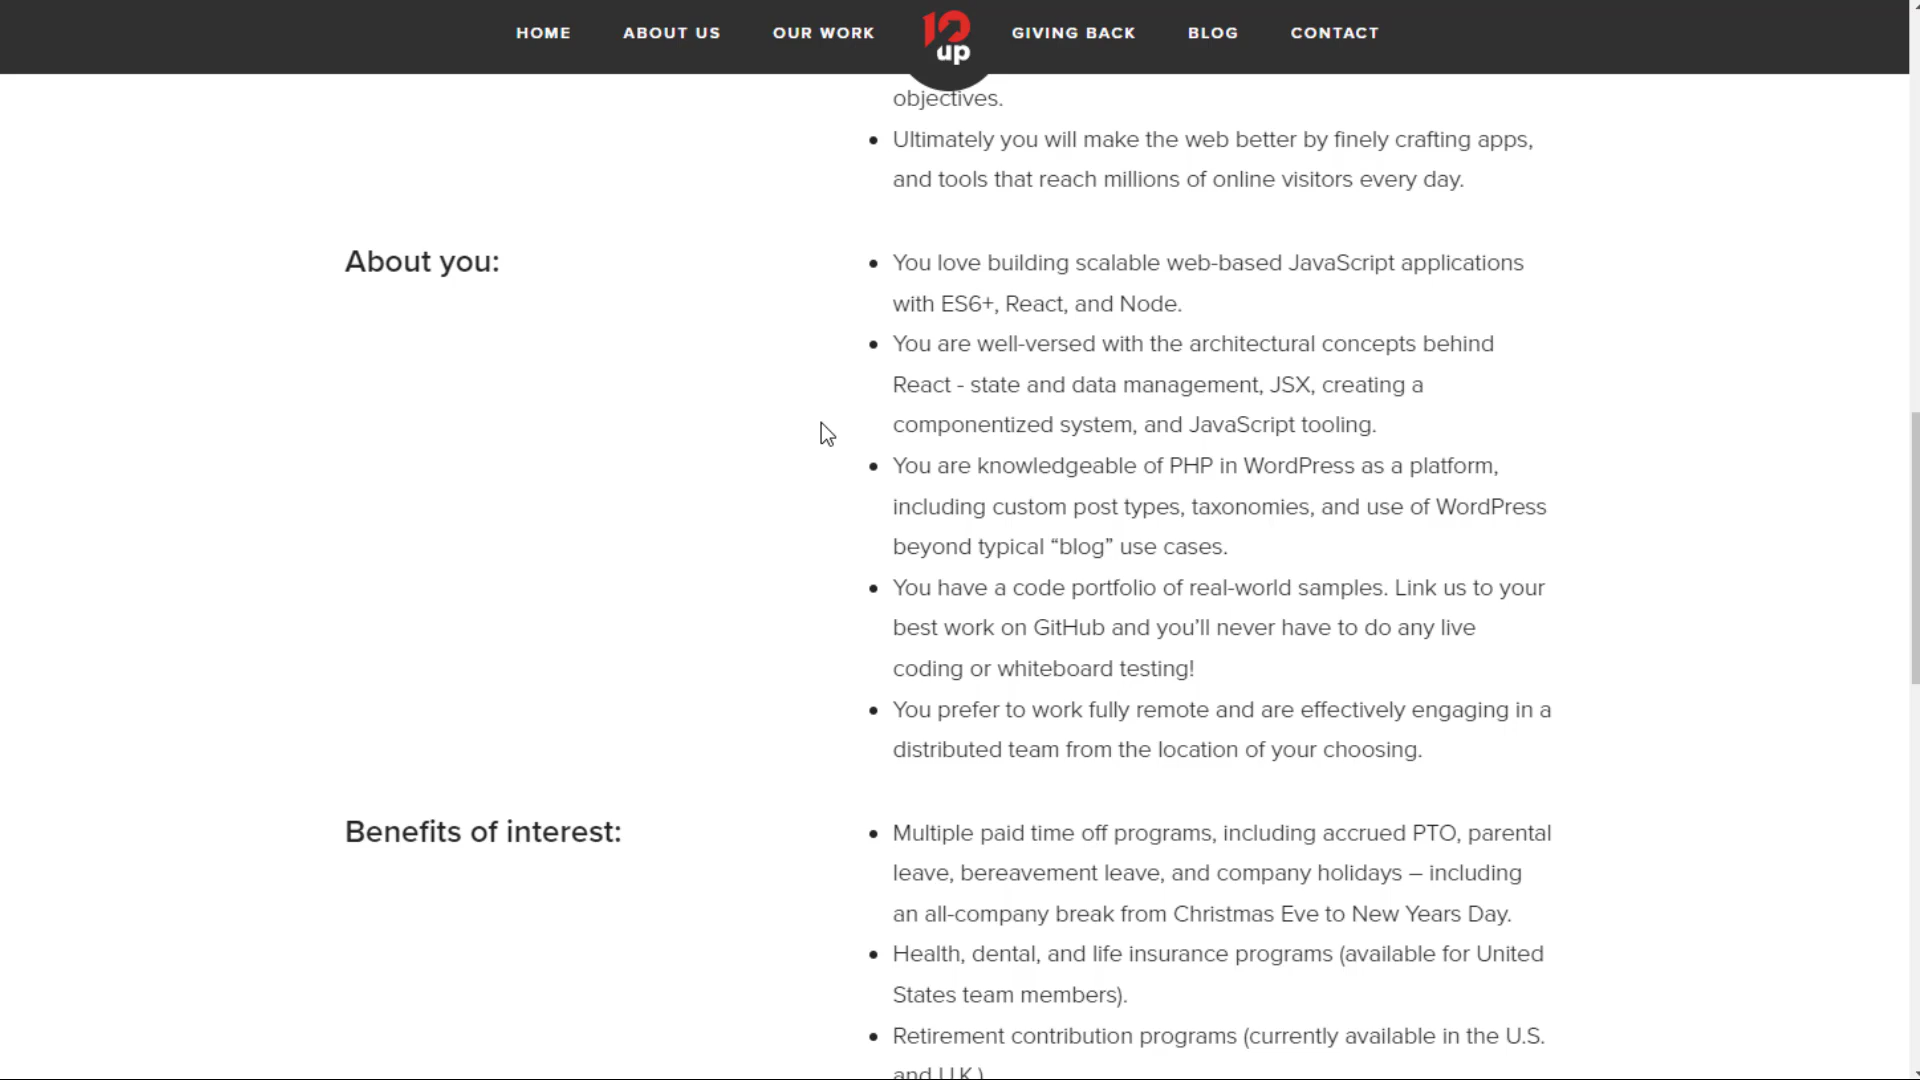 HOME ABOUT US OUR WORK 10up GIVING BACK BLOG CONTACT
objectives.
• Ultimately you will make the web better by finely crafting apps,
and tools that reach millions of online visitors every day.
About you:
• You love building scalable web-based JavaScript applications
with ES6+, React, and Node.
• You are well-versed with the architectural concepts behind
React - state and data management, JSX, creating a
componentized system, and JavaScript tooling.
• You are knowledgeable of PHP in WordPress as a platform,
including custom post types, taxonomies, and use of WordPress
beyond typical “blog” use cases.
• You have a code portfolio of real-world samples. Link us to your
best work on GitHub and you’ll never have to do any live
coding or whiteboard testing!
• You prefer to work fully remote and are effectively engaging in a
distributed team from the location of your choosing.
Benefits of interest:
• Multiple paid time off programs, including accrued PTO, parental
leave, bereavement leave, and company holidays – including
an all-company break from Christmas Eve to New Years Day.
• Health, dental, and life insurance programs (available for United
States team members).
• Retirement contribution programs (currently available in the U.S.
and U.K.)